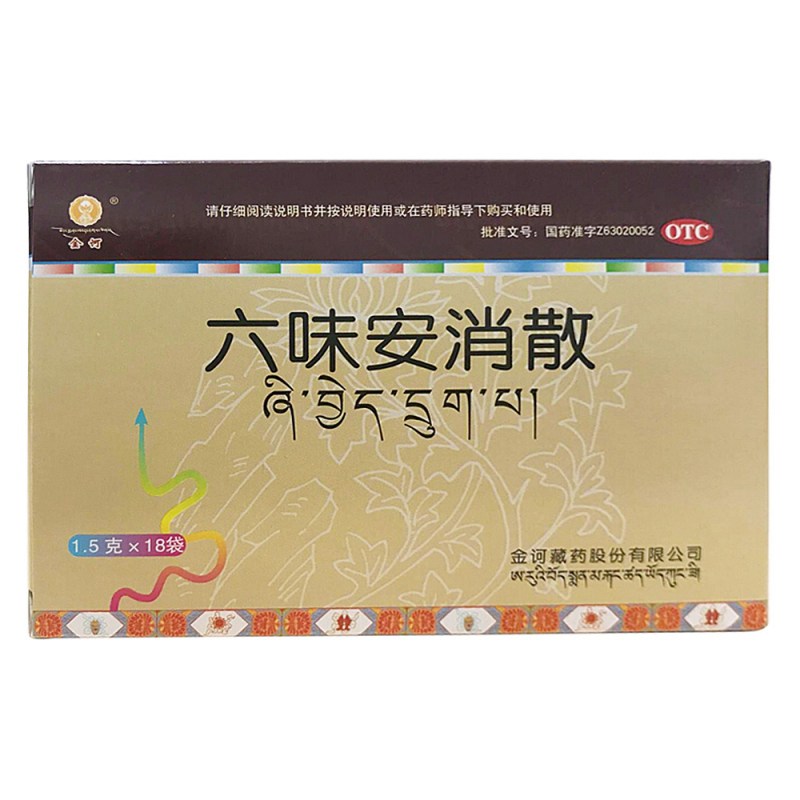 金诃
请仔细阅读说明书并按说明使用或在药师指导下购买和使用
批准文号：国药准字Z63020052
OTC
六味安消散
ཞི་བྱེད་དྲུག་པ།
1.5克×18袋
金诃藏药股份有限公司